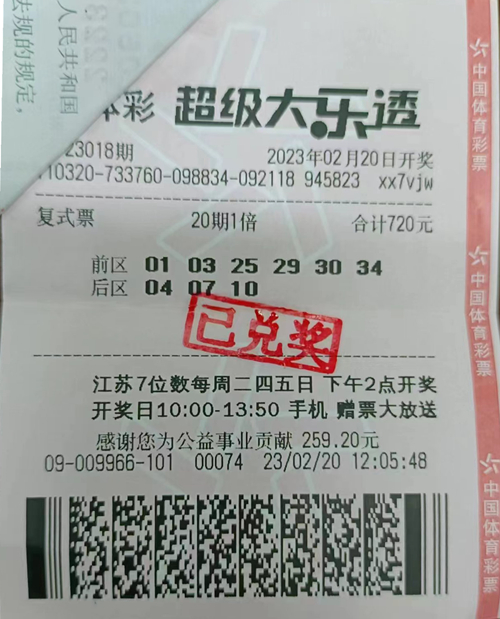 人民共和国
去规的规定,
体彩 超级大乐透
23018期 2023年02月20日开奖
110320-733760-098834-092118 945823 xx7vjw
复式票 20期1倍 合计720元
前区 01 03 25 29 30 34
后区 04 07 10
已兑奖
江苏7位数每周二四五日 下午2点开奖
开奖日10:00-13:50 手机 赠票大放送
感谢您为公益事业贡献 259.20元
09-009966-101 00074 23/02/20 12:05:48
中国体育彩票
中国体育彩票
中国体育彩票